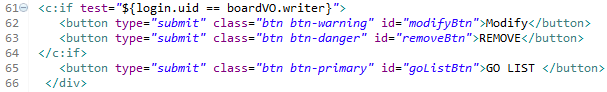 61 <c:if test="${login.uid == boardVO.writer}">
62 <button type="submit" class="btn btn-warning" id="modifyBtn">Modify</button>
63 <button type="submit" class="btn btn-danger" id="removeBtn">REMOVE</button>
64 </c:if>
65 <button type="submit" class="btn btn-primary" id="goListBtn">GO LIST </button>
66 </div>